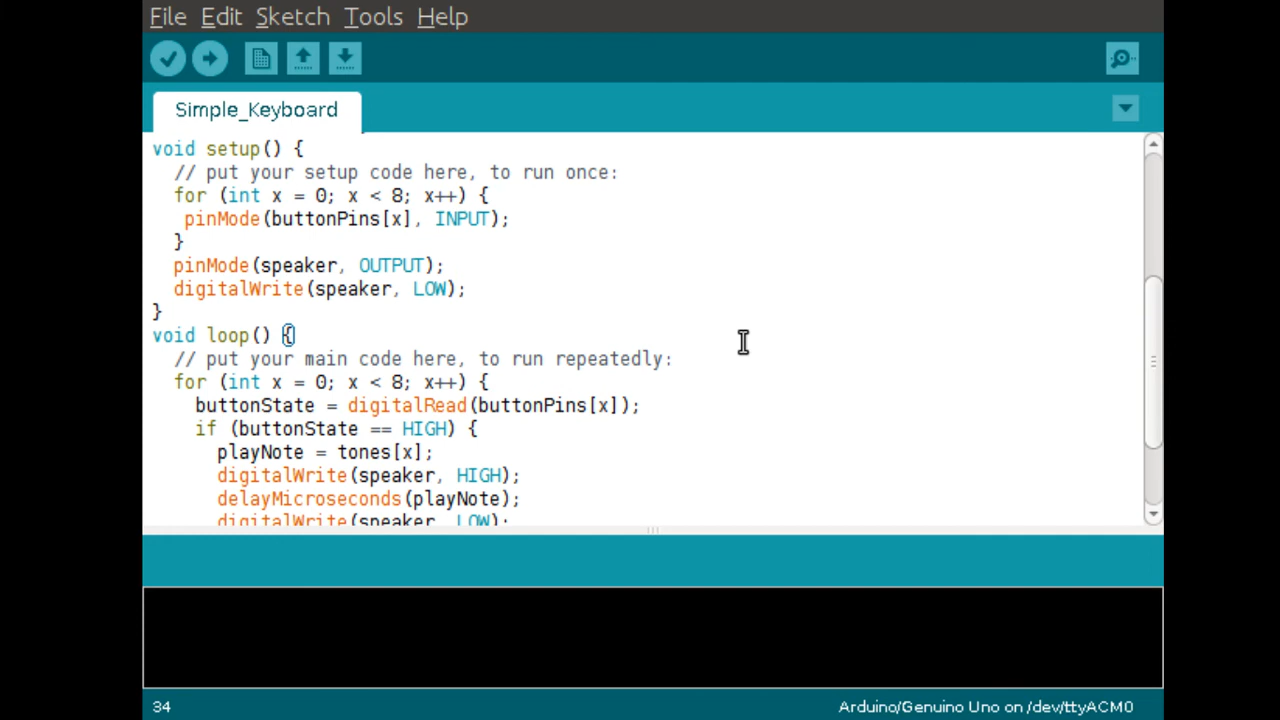 File Edit Sketch Tools Help
Simple_Keyboard
void setup() {
  // put your setup code here, to run once:
  for (int x = 0; x < 8; x++) {
   pinMode(buttonPins[x], INPUT);
  }
  pinMode(speaker, OUTPUT);
  digitalWrite(speaker, LOW);
}
void loop() {
  // put your main code here, to run repeatedly:
  for (int x = 0; x < 8; x++) {
    buttonState = digitalRead(buttonPins[x]);
    if (buttonState == HIGH) {
      playNote = tones[x];
      digitalWrite(speaker, HIGH);
      delayMicroseconds(playNote);
      digitalWrite(speaker, LOW);
34 Arduino/Genuino Uno on /dev/ttyACM0